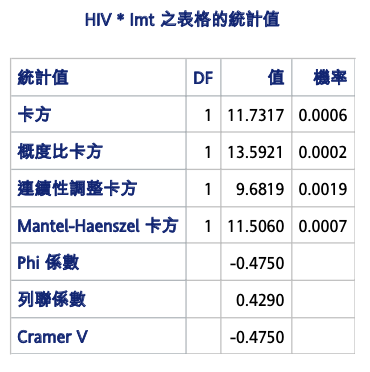 HIV * Imt 之表格的統計值
統計值 DF 值 機率
卡方 1 11.7317 0.0006
概度比卡方 1 13.5921 0.0002
連續性調整卡方 1 9.6819 0.0019
Mantel-Haenszel 卡方 1 11.5060 0.0007
Phi 係數 -0.4750
列聯係數 0.4290
Cramer V -0.4750